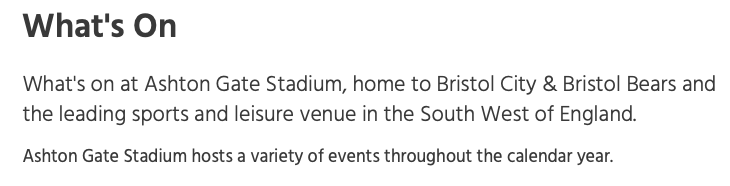 What's On
What's on at Ashton Gate Stadium, home to Bristol City & Bristol Bears and
the leading sports and leisure venue in the South West of England.
Ashton Gate Stadium hosts a variety of events throughout the calendar year.